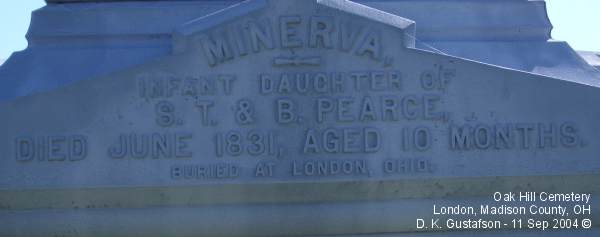 MINERVA,
INFANT DAUGHTER OF
S. T. & B. PEARCE,
DIED JUNE 1831, AGED 10 MONTHS.
BURIED AT LONDON, OHIO.
Oak Hill Cemetery
London, Madison County, OH
D. K. Gustafson - 11 Sep 2004 ©